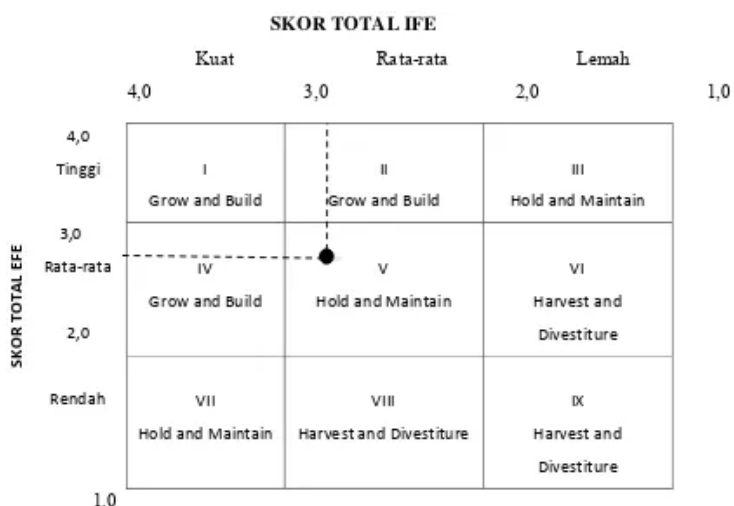 SKOR TOTAL IFE
Kuat Rata-rata Lemah
4,0 3,0 2,0 1,0
4,0
Tinggi
I II III
Grow and Build Grow and Build Hold and Maintain
3,0
Rata-rata
IV V VI
Grow and Build Hold and Maintain Harvest and
Divestiture
2,0
SKOR TOTAL EFE
Rendah
VII VIII IX
Hold and Maintain Harvest and Divestiture Harvest and
Divestiture
1.0